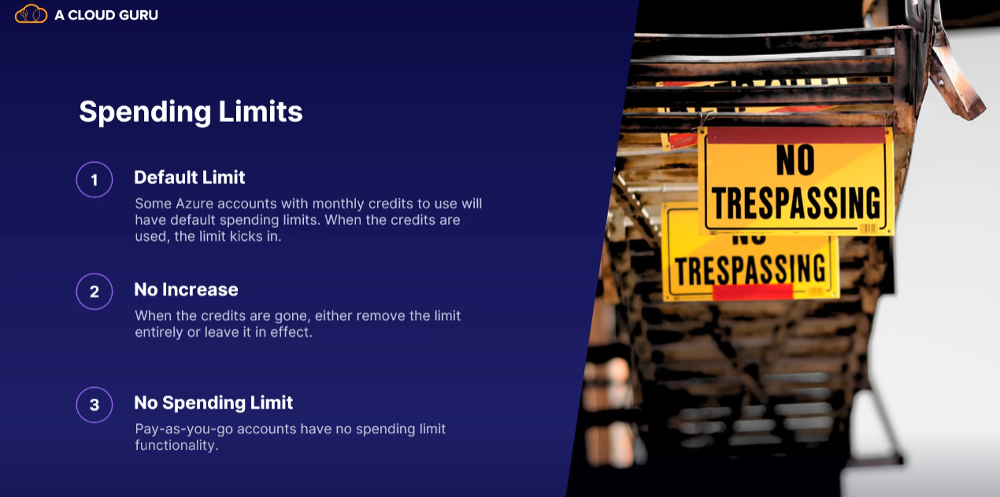 A CLOUD GURU
Spending Limits
1
Default Limit
Some Azure accounts with monthly credits to use will
have default spending limits. When the credits are
used, the limit kicks in.
2
No Increase
When the credits are gone, either remove the limit
entirely or leave it in effect.
3
No Spending Limit
Pay-as-you-go accounts have no spending limit
functionality.
NO
TRESPASSING
NO
TRESPASSING